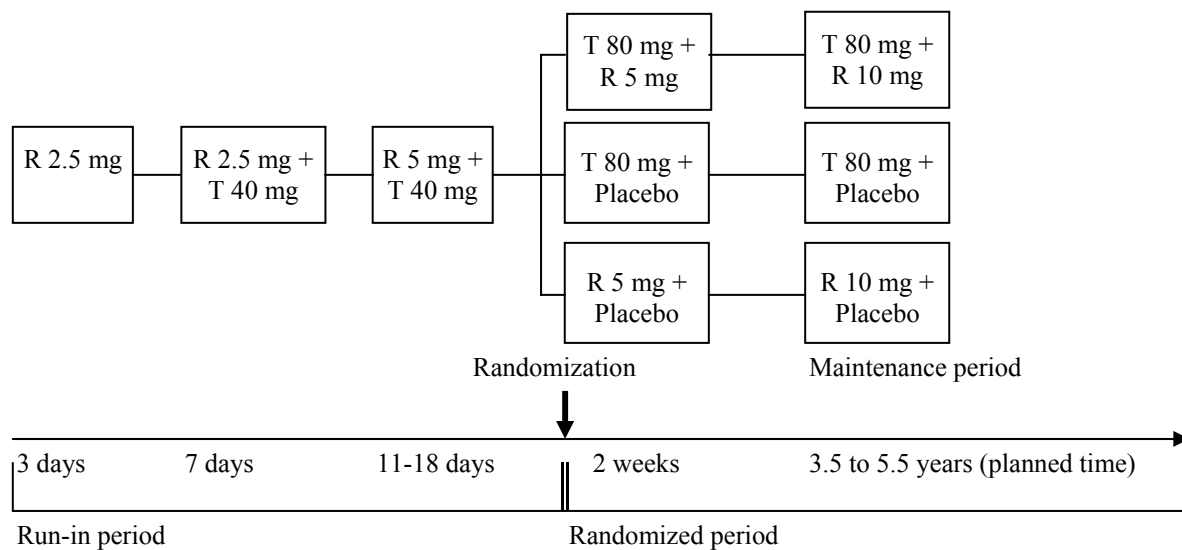 T 80 mg +
R 5 mg
T 80 mg +
R 10 mg
R 2.5 mg
R 2.5 mg +
T 40 mg
R 5 mg +
T 40 mg
T 80 mg +
Placebo
T 80 mg +
Placebo
R 5 mg +
Placebo
R 10 mg +
Placebo
Randomization
Maintenance period
3 days
7 days
11-18 days
2 weeks
3.5 to 5.5 years (planned time)
Run-in period
Randomized period